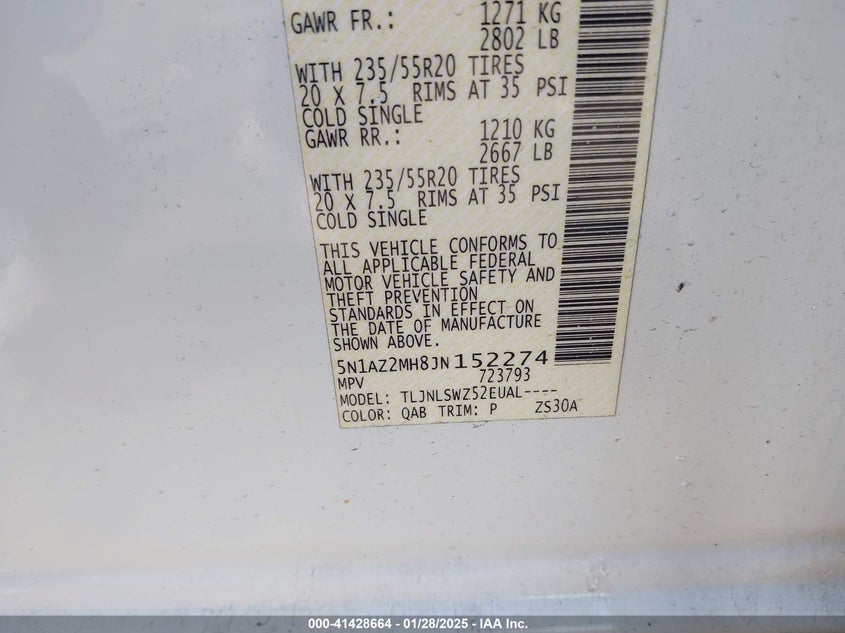 GAWR FR.: 1271 KG
2802 LB
WITH 235/55R20 TIRES
20 X 7.5 RIMS AT 35 PSI
COLD SINGLE
GAWR RR.: 1210 KG
2667 LB
WITH 235/55R20 TIRES
20 X 7.5 RIMS AT 35 PSI
COLD SINGLE
THIS VEHICLE CONFORMS TO
ALL APPLICABLE FEDERAL
MOTOR VEHICLE SAFETY AND
THEFT PREVENTION
STANDARDS IN EFFECT ON
THE DATE OF MANUFACTURE
SHOWN ABOVE.
5N1AZ2MH8JN152274
MPV 723793
MODEL: TLJNLSWZ52EUAL----
COLOR: QAB TRIM: P ZS30A
000-41428664 - 01/28/2025 - IAA Inc.